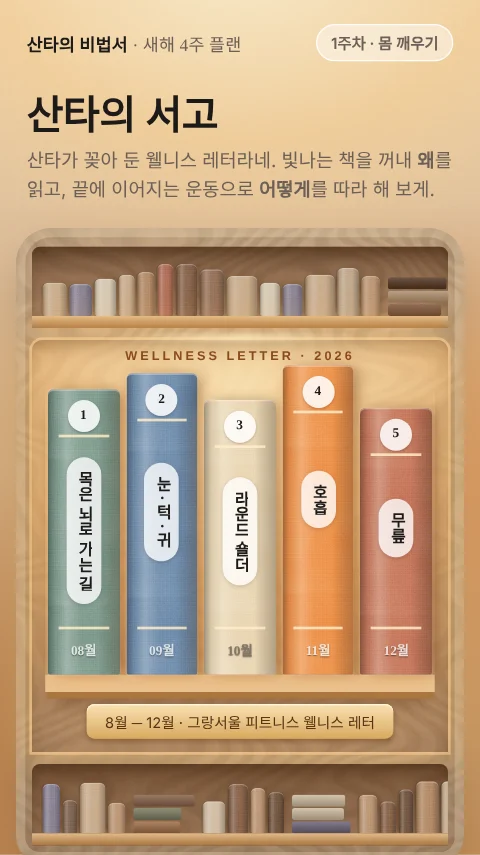 산타의 비법서 · 새해 4주 플랜
1주차 · 몸 깨우기
산타의 서고
산타가 꽂아 둔 웰니스 레터라네. 빛나는 책을 꺼내 왜를
읽고, 끝에 이어지는 운동으로 어떻게를 따라 해 보게.
WELLNESS LETTER · 2026
1
목은 뇌로 가는 길
08월
2
눈·턱·귀
09월
3
라운드 숄더
10월
4
호흡
11월
5
무릎
12월
8월 — 12월 · 그랑서울 피트니스 웰니스 레터